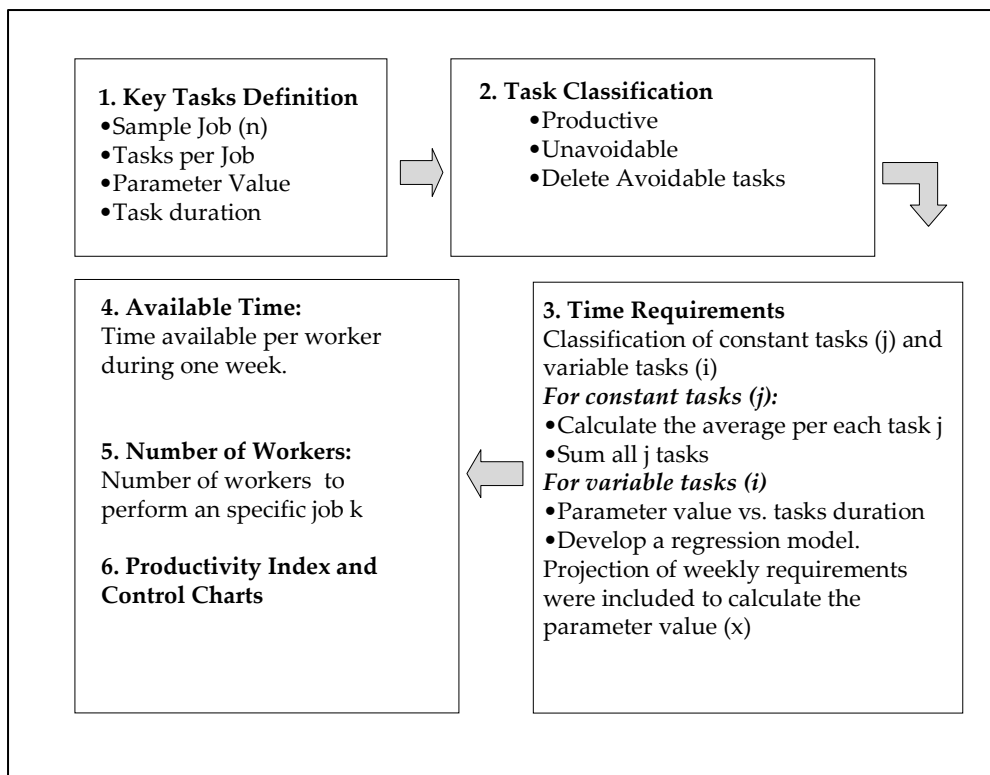 1. Key Tasks Definition
•Sample Job (n)
•Tasks per Job
•Parameter Value
•Task duration
2. Task Classification
•Productive
•Unavoidable
•Delete Avoidable tasks
3. Time Requirements
Classification of constant tasks (j) and
variable tasks (i)
For constant tasks (j):
•Calculate the average per each task j
•Sum all j tasks
For variable tasks (i)
•Parameter value vs. tasks duration
•Develop a regression model.
Projection of weekly requirements
were included to calculate the
parameter value (x)
4. Available Time:
Time available per worker
during one week.
5. Number of Workers:
Number of workers to
perform an specific job k
6. Productivity Index and
Control Charts